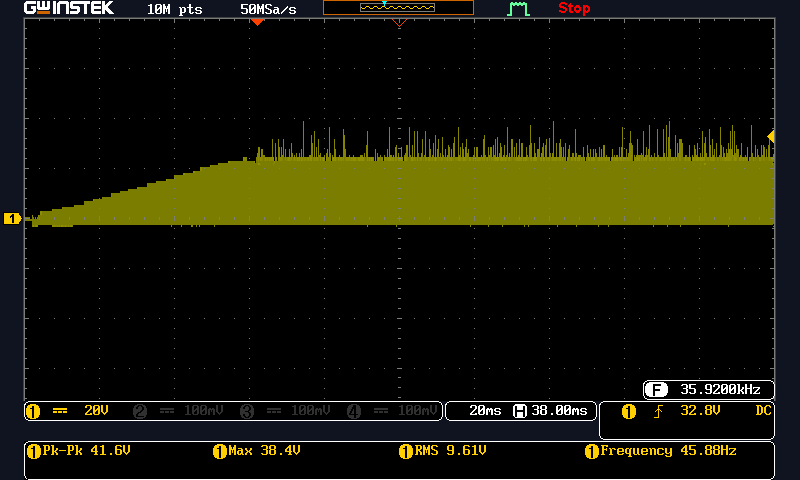 GWINSTEK 10M pts 50MSa/s Stop
1
F 35.9200kHz
1 20V 2 100mV 3 100mV 4 100mV 20ms H 38.00ms 1 32.8V DC
1 Pk-Pk 41.6V 1 Max 38.4V 1 RMS 9.61V 1 Frequency 45.88Hz